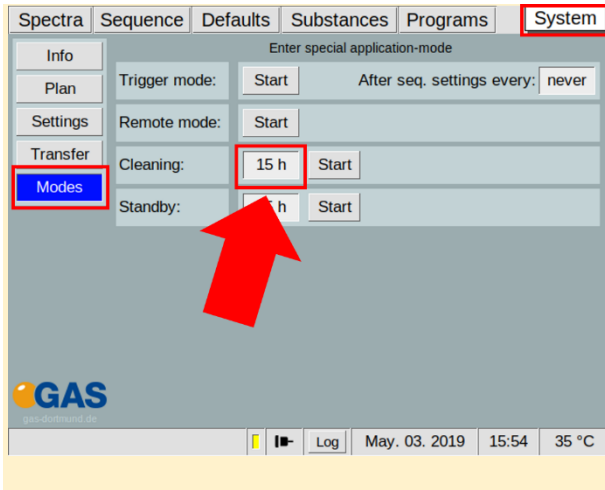 Spectra Sequence Defaults Substances Programs System
Enter special application-mode
Info
Plan
Settings
Transfer
Modes
Trigger mode: Start After seq. settings every: never
Remote mode: Start
Cleaning: 15 h Start
Standby: h Start
GAS
gas-dortmund.de
Log May. 03. 2019 15:54 35 °C